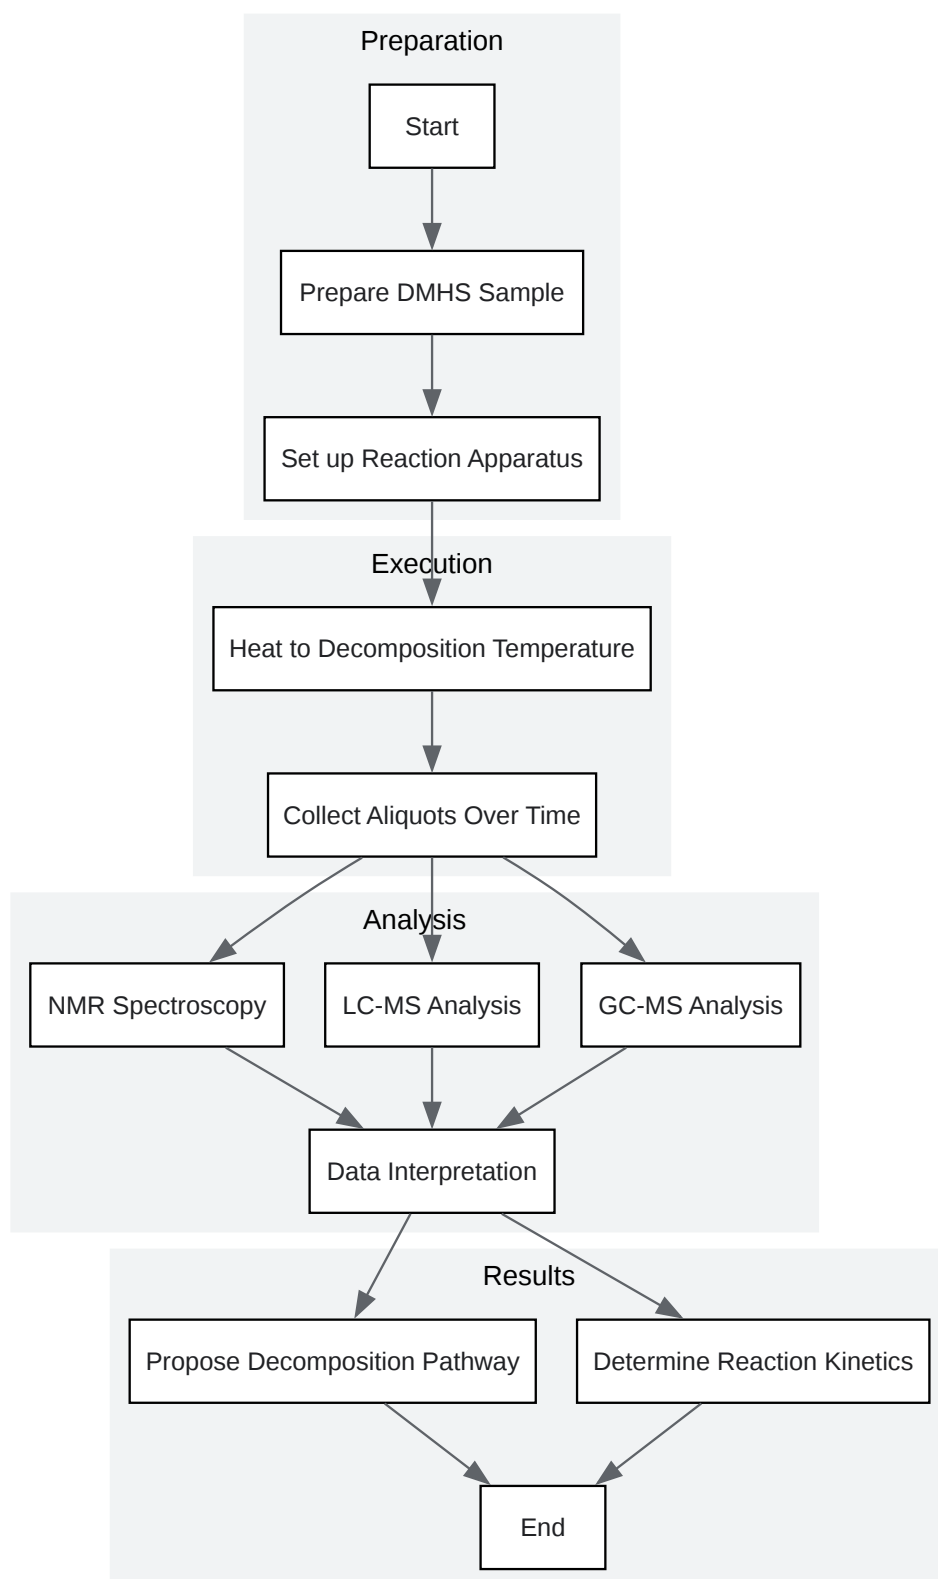 Preparation
Start
Prepare DMHS Sample
Set up Reaction Apparatus
Execution
Heat to Decomposition Temperature
Collect Aliquots Over Time
Analysis
NMR Spectroscopy
LC-MS Analysis
GC-MS Analysis
Data Interpretation
Results
Propose Decomposition Pathway
Determine Reaction Kinetics
End